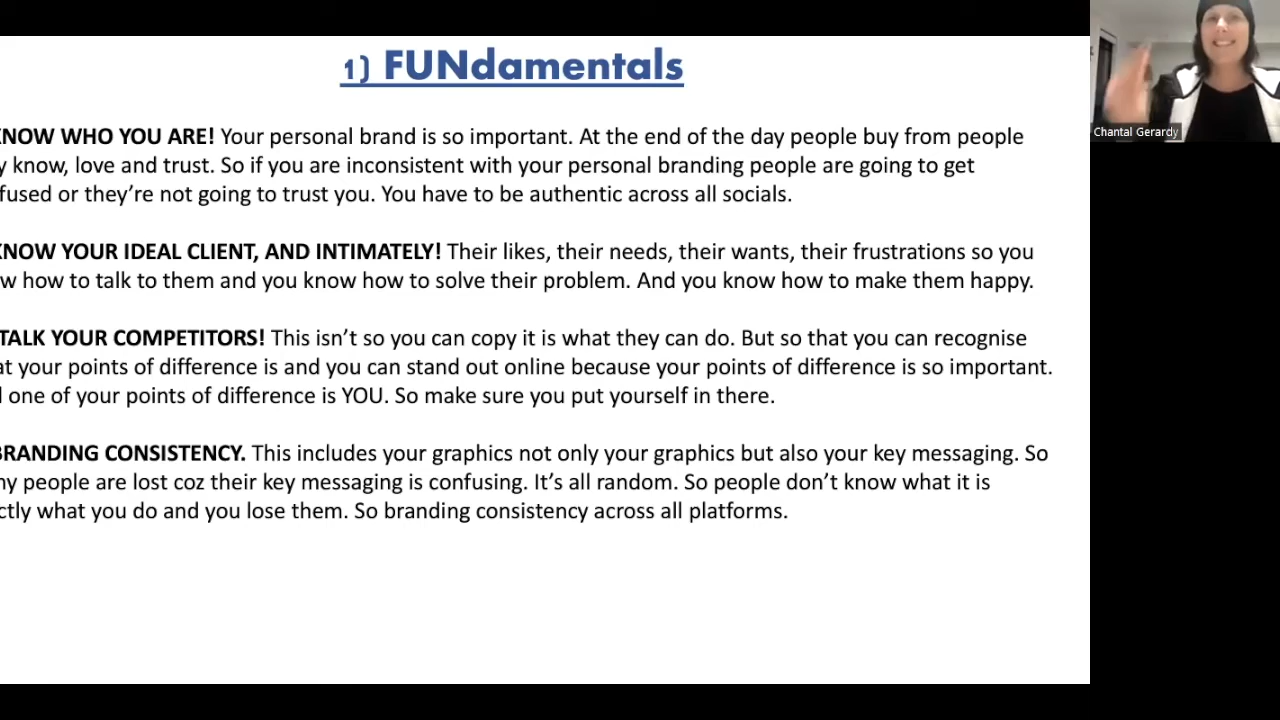 1) FUNdamentals
KNOW WHO YOU ARE! Your personal brand is so important. At the end of the day people buy from people
y know, love and trust. So if you are inconsistent with your personal branding people are going to get
fused or they're not going to trust you. You have to be authentic across all socials.
KNOW YOUR IDEAL CLIENT, AND INTIMATELY! Their likes, their needs, their wants, their frustrations so you
w how to talk to them and you know how to solve their problem. And you know how to make them happy.
TALK YOUR COMPETITORS! This isn't so you can copy it is what they can do. But so that you can recognise
at your points of difference is and you can stand out online because your points of difference is so important.
l one of your points of difference is YOU. So make sure you put yourself in there.
BRANDING CONSISTENCY. This includes your graphics not only your graphics but also your key messaging. So
ny people are lost coz their key messaging is confusing. It's all random. So people don't know what it is
ctly what you do and you lose them. So branding consistency across all platforms.
Chantal Gerardy